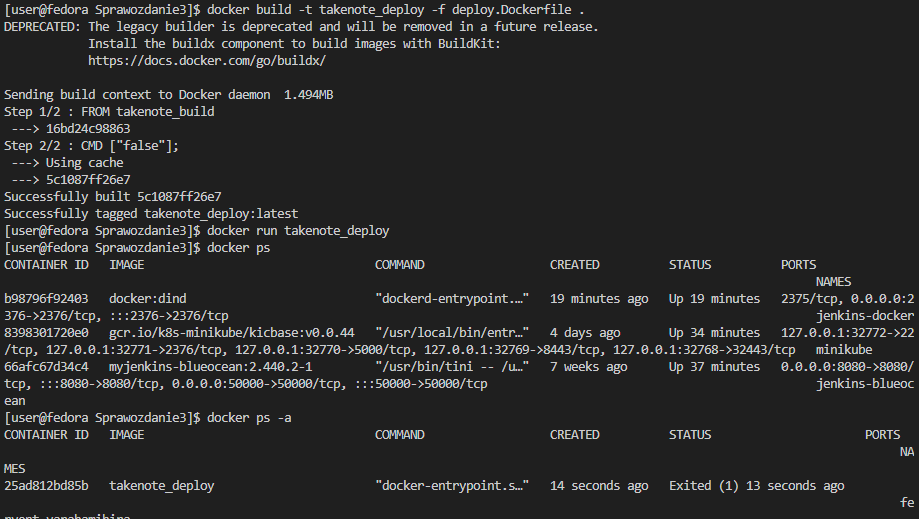 [user@fedora Sprawozdanie3]$ docker build -t takenote_deploy -f deploy.Dockerfile .
DEPRECATED: The legacy builder is deprecated and will be removed in a future release.
            Install the buildx component to build images with BuildKit:
            https://docs.docker.com/go/buildx/

Sending build context to Docker daemon  1.494MB
Step 1/2 : FROM takenote_build
 ---> 16bd24c98863
Step 2/2 : CMD ["false"];
 ---> Using cache
 ---> 5c1087ff26e7
Successfully built 5c1087ff26e7
Successfully tagged takenote_deploy:latest
[user@fedora Sprawozdanie3]$ docker run takenote_deploy
[user@fedora Sprawozdanie3]$ docker ps
CONTAINER ID   IMAGE                                 COMMAND                  CREATED          STATUS          PORTS
NAMES
b98796f92403   docker:dind                           "dockerd-entrypoint.…"   19 minutes ago   Up 19 minutes   2375/tcp, 0.0.0.0:2
376->2376/tcp, :::2376->2376/tcp                                                                                    jenkins-docker
8398301720e0   gcr.io/k8s-minikube/kicbase:v0.0.44   "/usr/local/bin/entr…"   4 days ago       Up 34 minutes   127.0.0.1:32772->22
/tcp, 127.0.0.1:32771->2376/tcp, 127.0.0.1:32770->5000/tcp, 127.0.0.1:32769->8443/tcp, 127.0.0.1:32768->32443/tcp   minikube
66afc67d34c4   myjenkins-blueocean:2.440.2-1         "/usr/bin/tini -- /u…"   7 weeks ago      Up 37 minutes   0.0.0.0:8080->8080/
tcp, :::8080->8080/tcp, 0.0.0.0:50000->50000/tcp, :::50000->50000/tcp                                               jenkins-blueoc
ean
[user@fedora Sprawozdanie3]$ docker ps -a
CONTAINER ID   IMAGE                                 COMMAND                  CREATED          STATUS                      PORTS
NA
MES
25ad812bd85b   takenote_deploy                       "docker-entrypoint.s…"   14 seconds ago   Exited (1) 13 seconds ago
fe